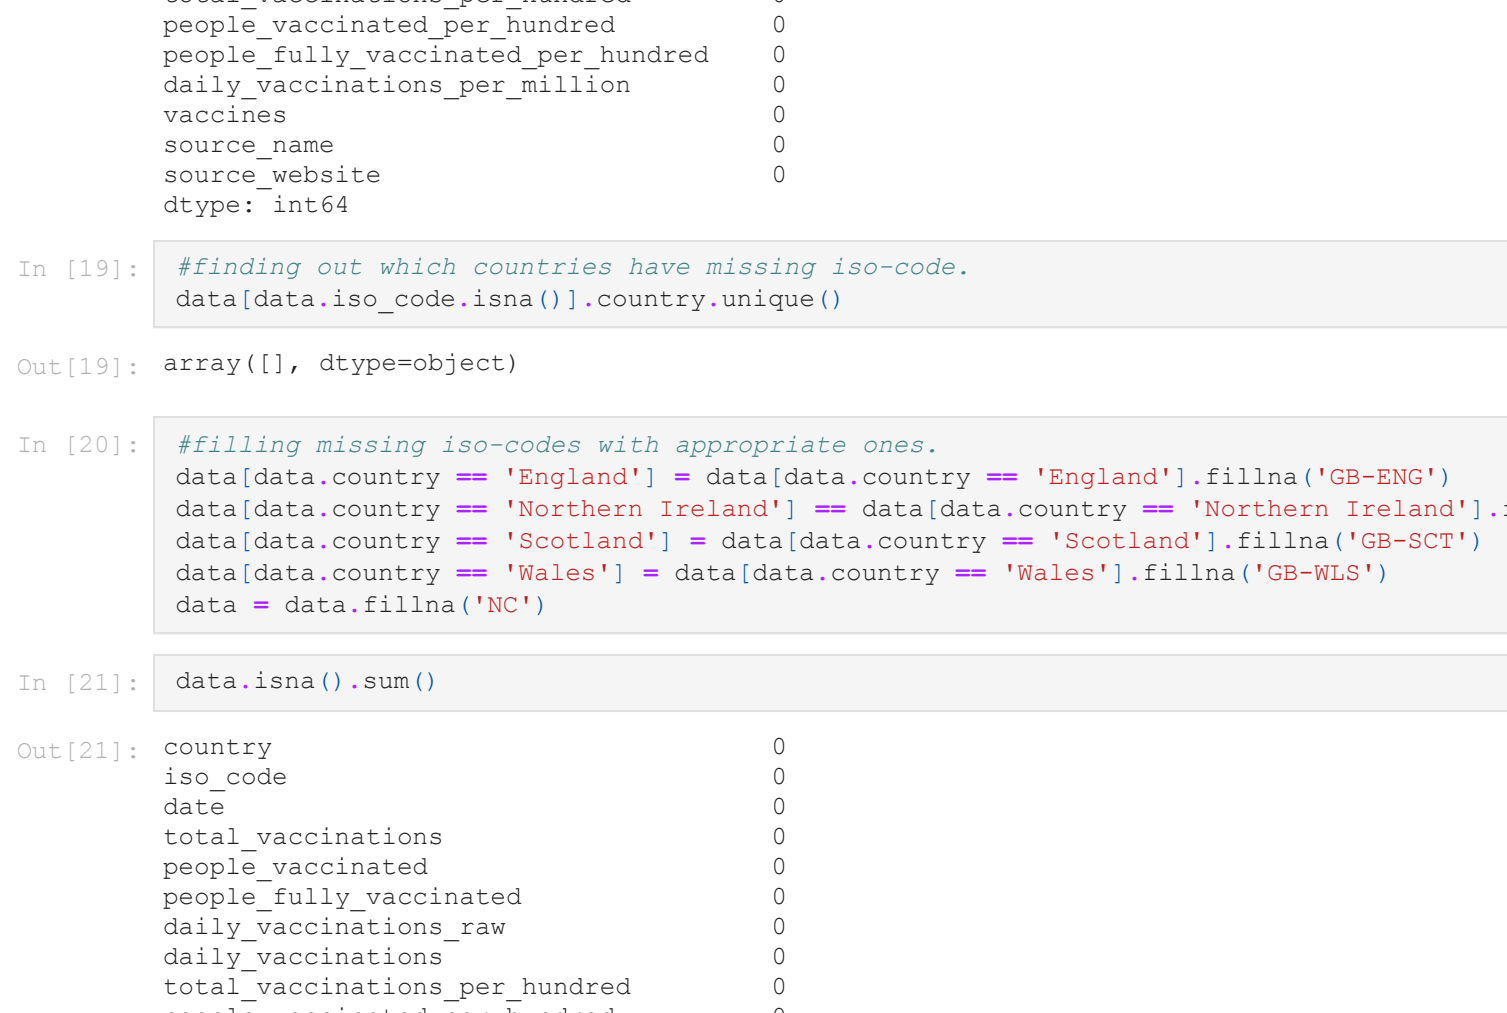 total_vaccinations_per_hundred 0
people_vaccinated_per_hundred 0
people_fully_vaccinated_per_hundred 0
daily_vaccinations_per_million 0
vaccines 0
source_name 0
source_website 0
dtype: int64
In [19]: #finding out which countries have missing iso-code.
data[data.iso_code.isna()].country.unique()
Out[19]: array([], dtype=object)
In [20]: #filling missing iso-codes with appropriate ones.
data[data.country == 'England'] = data[data.country == 'England'].fillna('GB-ENG')
data[data.country == 'Northern Ireland'] == data[data.country == 'Northern Ireland'].
data[data.country == 'Scotland'] = data[data.country == 'Scotland'].fillna('GB-SCT')
data[data.country == 'Wales'] = data[data.country == 'Wales'].fillna('GB-WLS')
data = data.fillna('NC')
In [21]: data.isna().sum()
Out[21]: country 0
iso_code 0
date 0
total_vaccinations 0
people_vaccinated 0
people_fully_vaccinated 0
daily_vaccinations_raw 0
daily_vaccinations 0
total_vaccinations_per_hundred 0
people_vaccinated_per_hundred 0